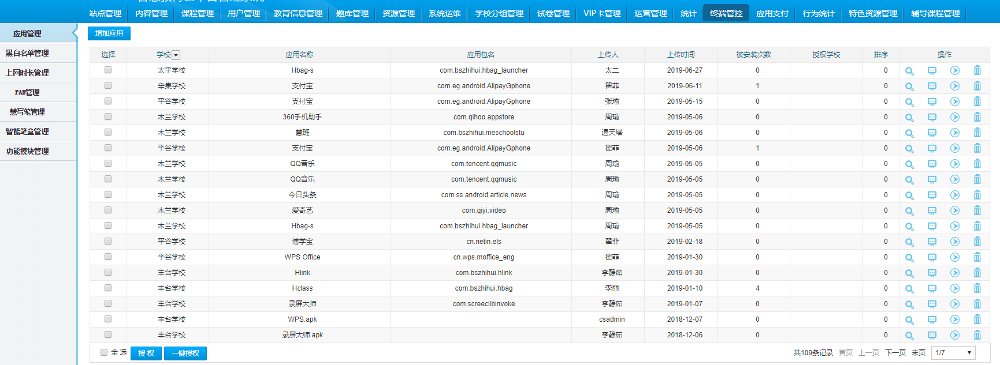 站点管理 内容管理 课程管理 用户管理 教育信息管理 题库管理 资源管理 系统运维 学校分组管理 试卷管理 VIP卡管理 运营管理 统计 终端管控 应用支付 行为统计 特色资源管理 辅导课程管理
应用管理
黑白名单管理
上网时长管理
PAD管理
慧写笔管理
智能笔盒管理
功能模块管理
增加应用
选择 学校 应用名称 应用包名 上传人 上传时间 被安装次数 授权学校 排序 操作
太平学校 Hbag-s com.bszhihui.hbag_launcher 太二 2019-06-27 0 0
辛集学校 支付宝 com.eg.android.AlipayGphone 翟菲 2019-06-11 1 0
平谷学校 支付宝 com.eg.android.AlipayGphone 张瑜 2019-05-15 0 0
木兰学校 360手机助手 com.qihoo.appstore 周瑜 2019-05-06 0 0
木兰学校 慧班 com.bszhihui.meschoolstu 通天塔 2019-05-06 0 0
平谷学校 支付宝 com.eg.android.AlipayGphone 翟菲 2019-05-06 1 0
木兰学校 QQ音乐 com.tencent.qqmusic 周瑜 2019-05-05 0 0
木兰学校 QQ音乐 com.tencent.qqmusic 周瑜 2019-05-05 0 0
木兰学校 今日头条 com.ss.android.article.news 周瑜 2019-05-05 0 0
木兰学校 爱奇艺 com.qiyi.video 周瑜 2019-05-05 0 0
木兰学校 Hbag-s com.bszhihui.hbag_launcher 周瑜 2019-05-05 0 0
平谷学校 博学宝 cn.netin.els 翟菲 2019-02-18 0 0
平谷学校 WPS Office cn.wps.moffice_eng 翟菲 2019-01-30 0 0
丰台学校 Hlink com.bszhihui.hlink 李静茹 2019-01-30 0 0
丰台学校 Hclass com.bszhihui.hbag 李丽 2019-01-10 4 0
丰台学校 录屏大师 com.screeclibinvoke 李静茹 2019-01-07 0 0
丰台学校 WPS.apk csadmin 2018-12-07 0 0
丰台学校 录屏大师.apk 李静茹 2018-12-06 0 0
全选 授权 一键授权 共109条记录 首页 上一页 下一页 末页 1/7